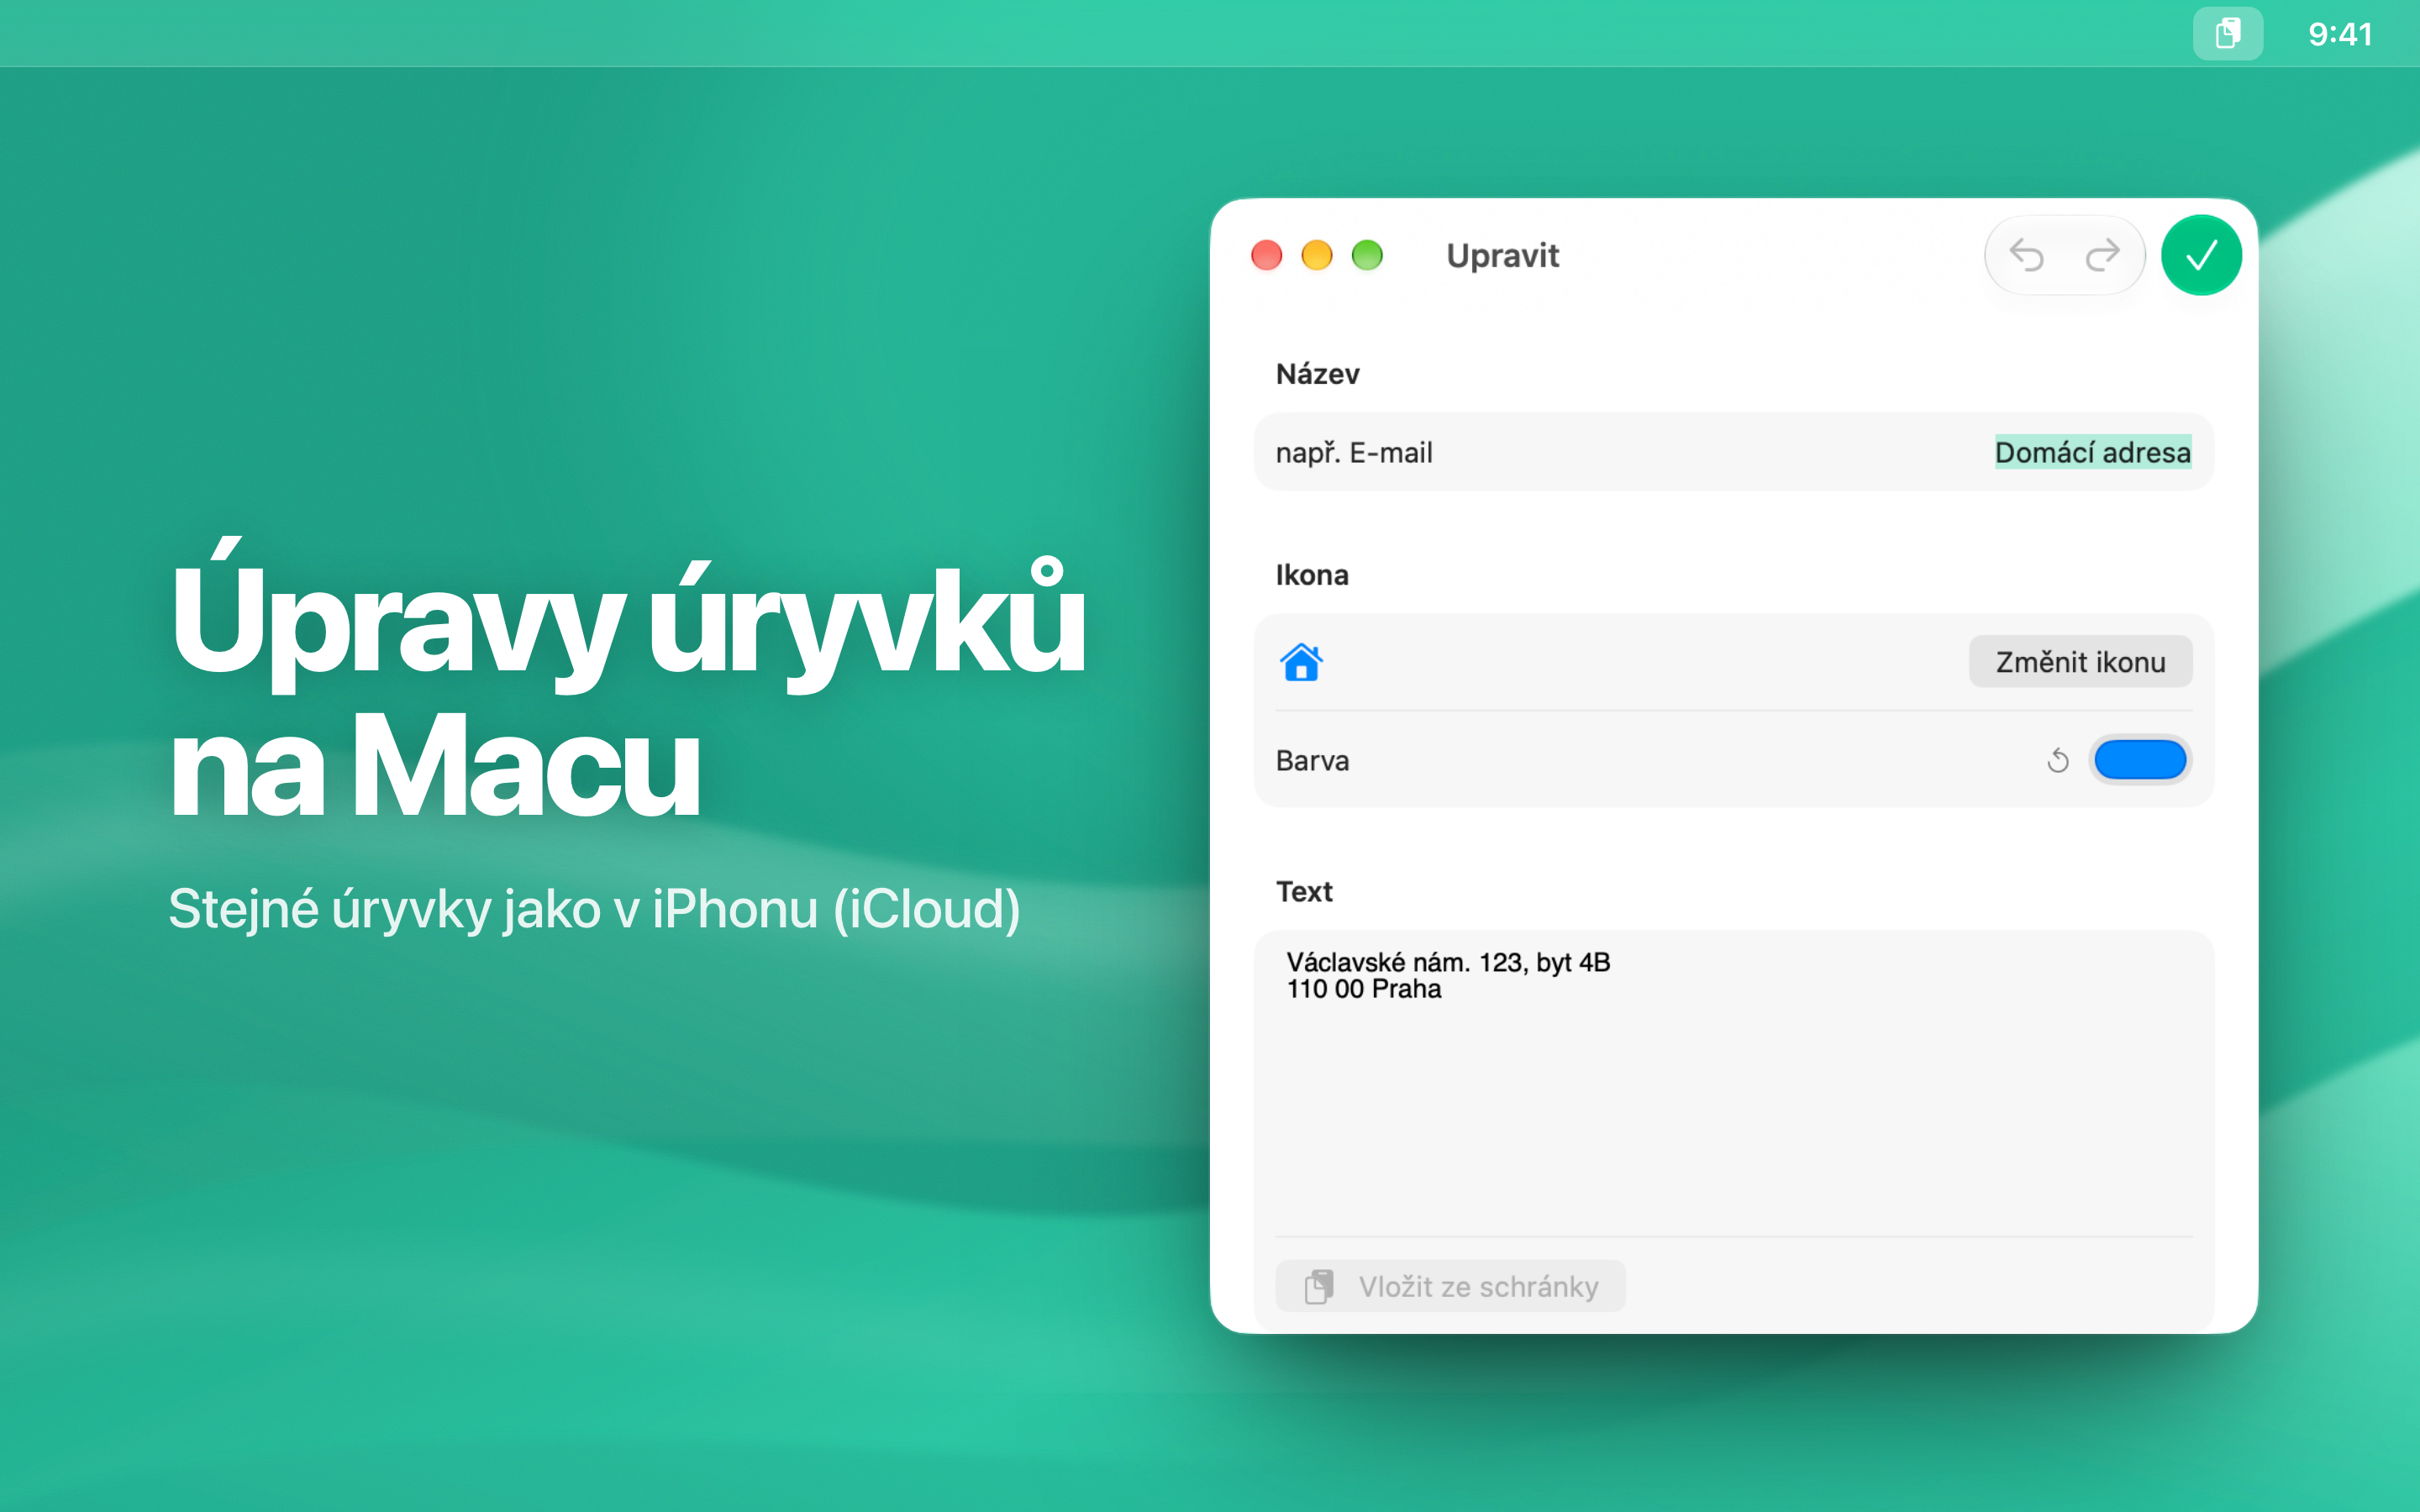 9:41
Úpravy úryvků
na Macu
Stejné úryvky jako v iPhonu (iCloud)
Upravit
Název
např. E-mail
Domácí adresa
Ikona
Změnit ikonu
Barva
Text
Václavské nám. 123, byt 4B
110 00 Praha
Vložit ze schránky